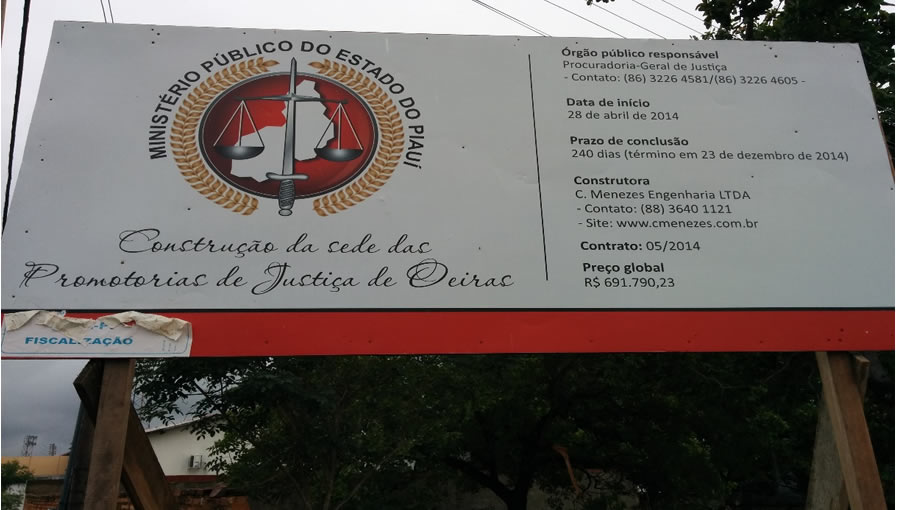 MINISTÉRIO PÚBLICO DO ESTADO DO PIAUÍ
Construção da sede das
Promotorias de Justiça de Oeiras
Órgão público responsável
Procuradoria-Geral de Justiça
- Contato: (86) 3226 4581/(86) 3226 4605 -
Data de início
28 de abril de 2014
Prazo de conclusão
240 dias (término em 23 de dezembro de 2014)
Construtora
C. Menezes Engenharia LTDA
- Contato: (88) 3640 1121
- Site: www.cmenezes.com.br
Contrato: 05/2014
Preço global
R$ 691.790,23
FISCALIZAÇÃO